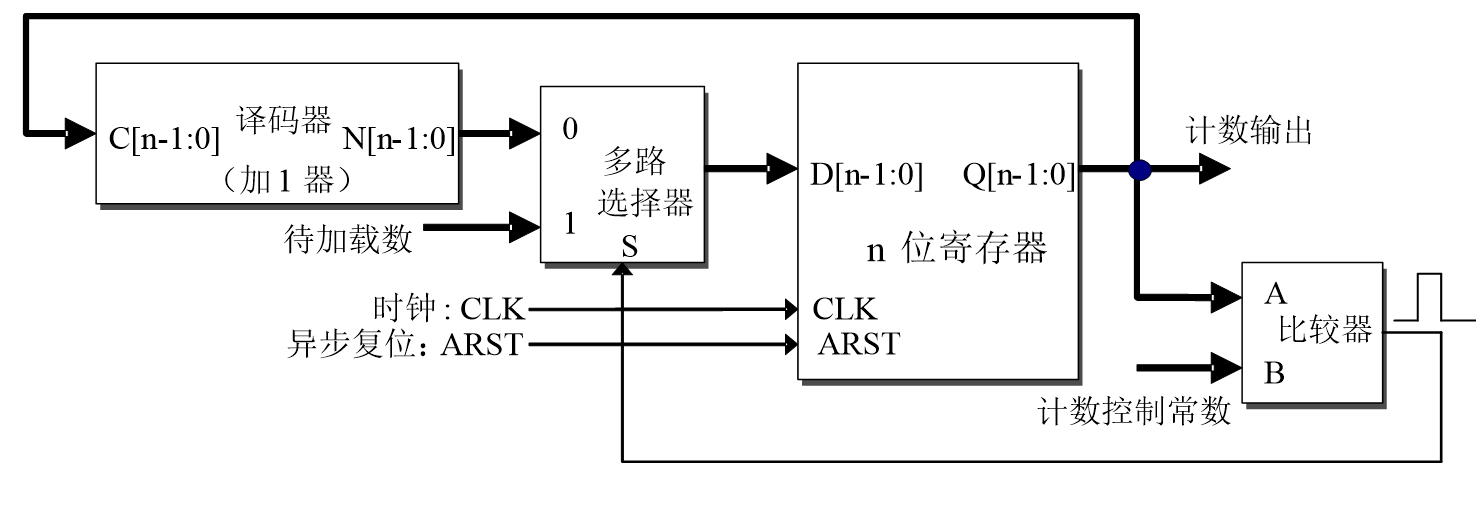 C[n-1:0]
译码器
N[n-1:0]
（加1器）
待加载数
0
多路
选择器
1
S
D[n-1:0]
Q[n-1:0]
n 位寄存器
计数输出
时钟 : CLK
CLK
异步复位：ARST
ARST
A
比较器
B
计数控制常数